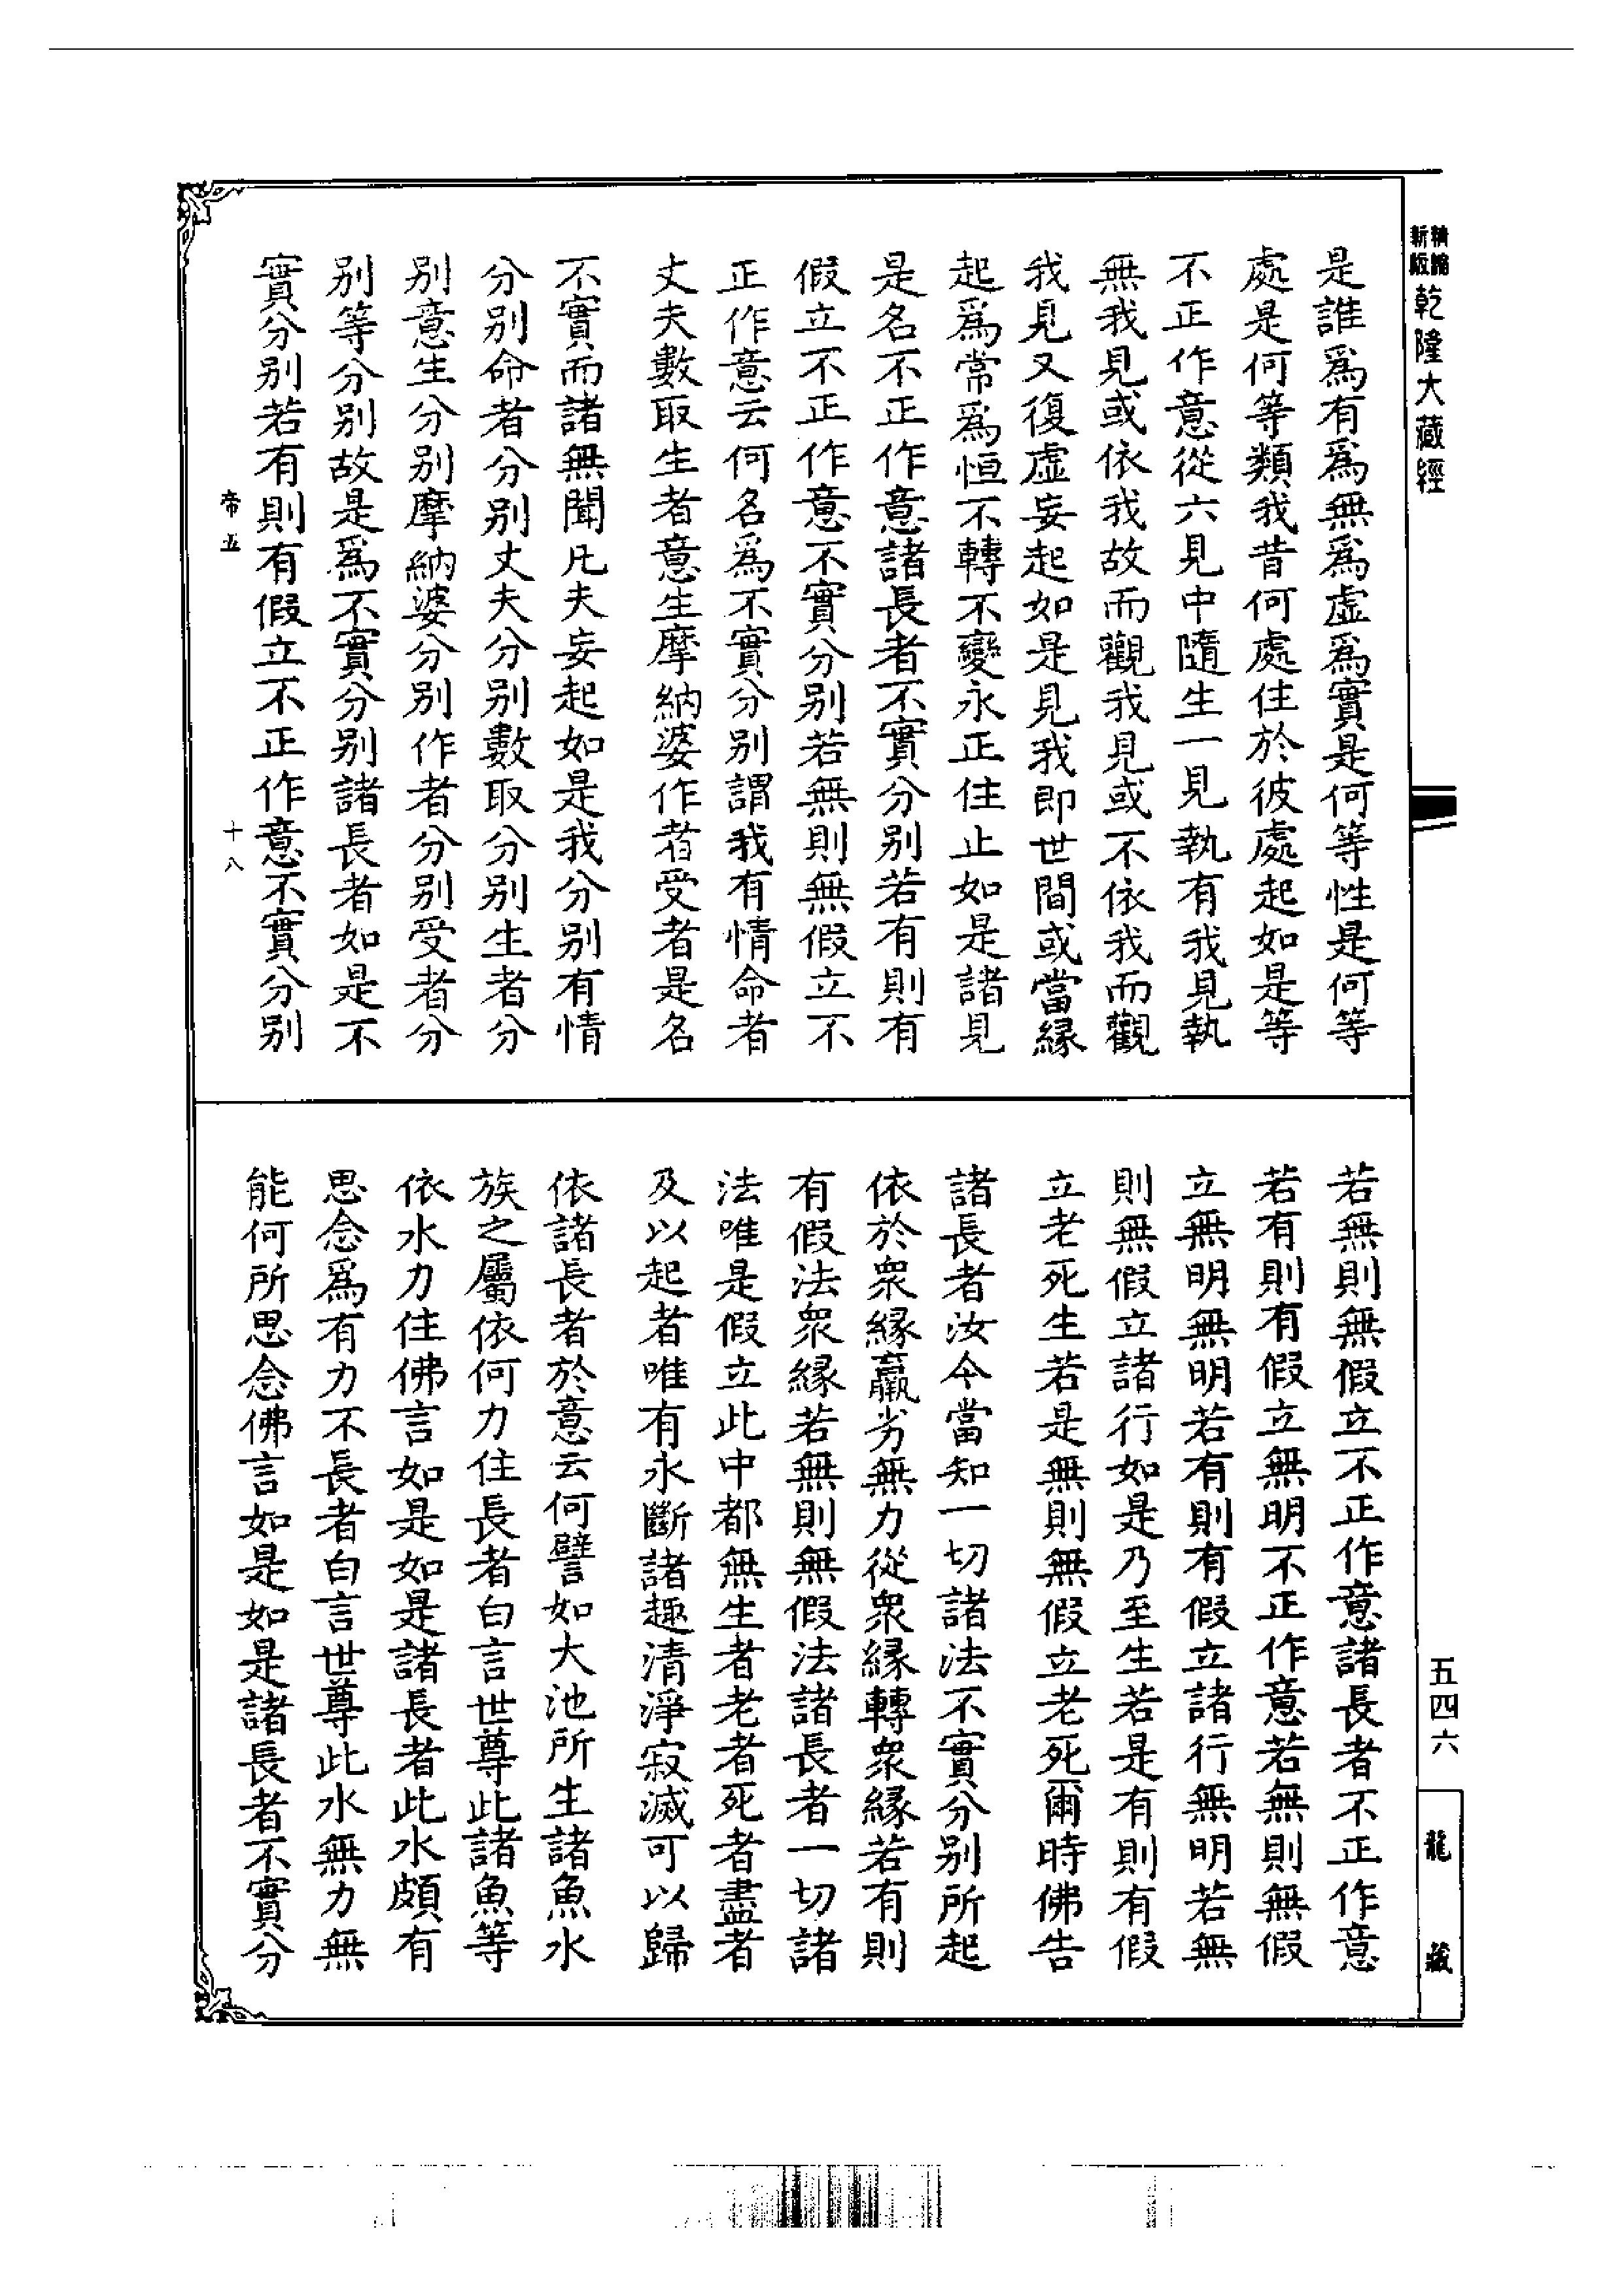 新版精編乾隆大藏經
是誰爲有爲無爲虛爲實是何等性是何等
處是何等類我昔何處住於彼處起如是等
不正作意從六見中隨生一見執有我見執
無我見或依我故而觀我見或不依我而觀
我見又復虛妄起如是見我即世間或當緣
起爲常爲恒不轉不變永正住止如是諸見
是名不正作意諸長者不實分别若有則有
假立不正作意不實分别若無則無假立不
正作意云何名爲不實分别謂我有情命者
丈夫數取生者意生摩納婆作者受者是名
不實而諸無聞凡夫妄起如是我分别有情
分别命者分别丈夫分别數取分别生者分
别意生分别摩納婆分别作者分别受者分
别等分别故是爲不實分别諸長者如是不
實分别若有則有假立不正作意不實分别
帝五 十八
若無則無假立不正作意諸長者不正作意
若有則有假立無明不正作意若無則無假
立無明無明若有則有假立諸行無明若無
則無假立諸行如是乃至生若是有則有假
立老死生若是無則無假立老死爾時佛告
諸長者汝今當知一切諸法不實分别所起
依於衆緣羸劣無力從衆緣轉衆緣若有則
有假法衆緣若無則無假法諸長者一切諸
法唯是假立此中都無生者老者死者盡者
及以起者唯有永斷諸趣清淨寂滅可以歸
依諸長者於意云何譬如大池所生諸魚水
族之屬依何力住長者白言世尊此諸魚等
依水力住佛言如是如是諸長者此水頗有
思念爲有力不長者白言世尊此水無力無
能何所思念佛言如是如是諸長者不實分
五四六
龍藏